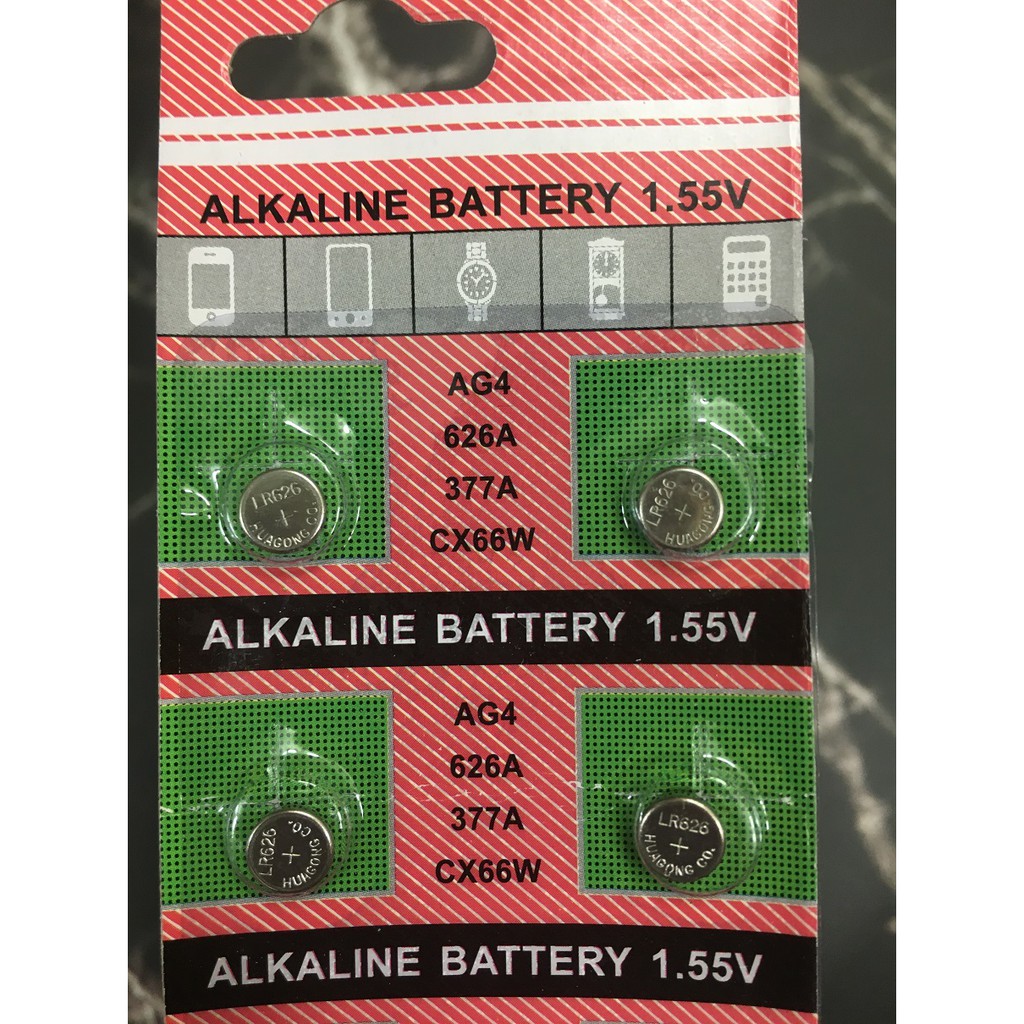 ALKALINE BATTERY 1.55V
AG4
626A
377A
CX66W
LR626
+
HUAGONG CO.
LR626
+
HUAGONG CO.
ALKALINE BATTERY 1.55V
AG4
626A
377A
CX66W
LR626
+
HUAGONG CO.
LR626
+
HUAGONG CO.
ALKALINE BATTERY 1.55V